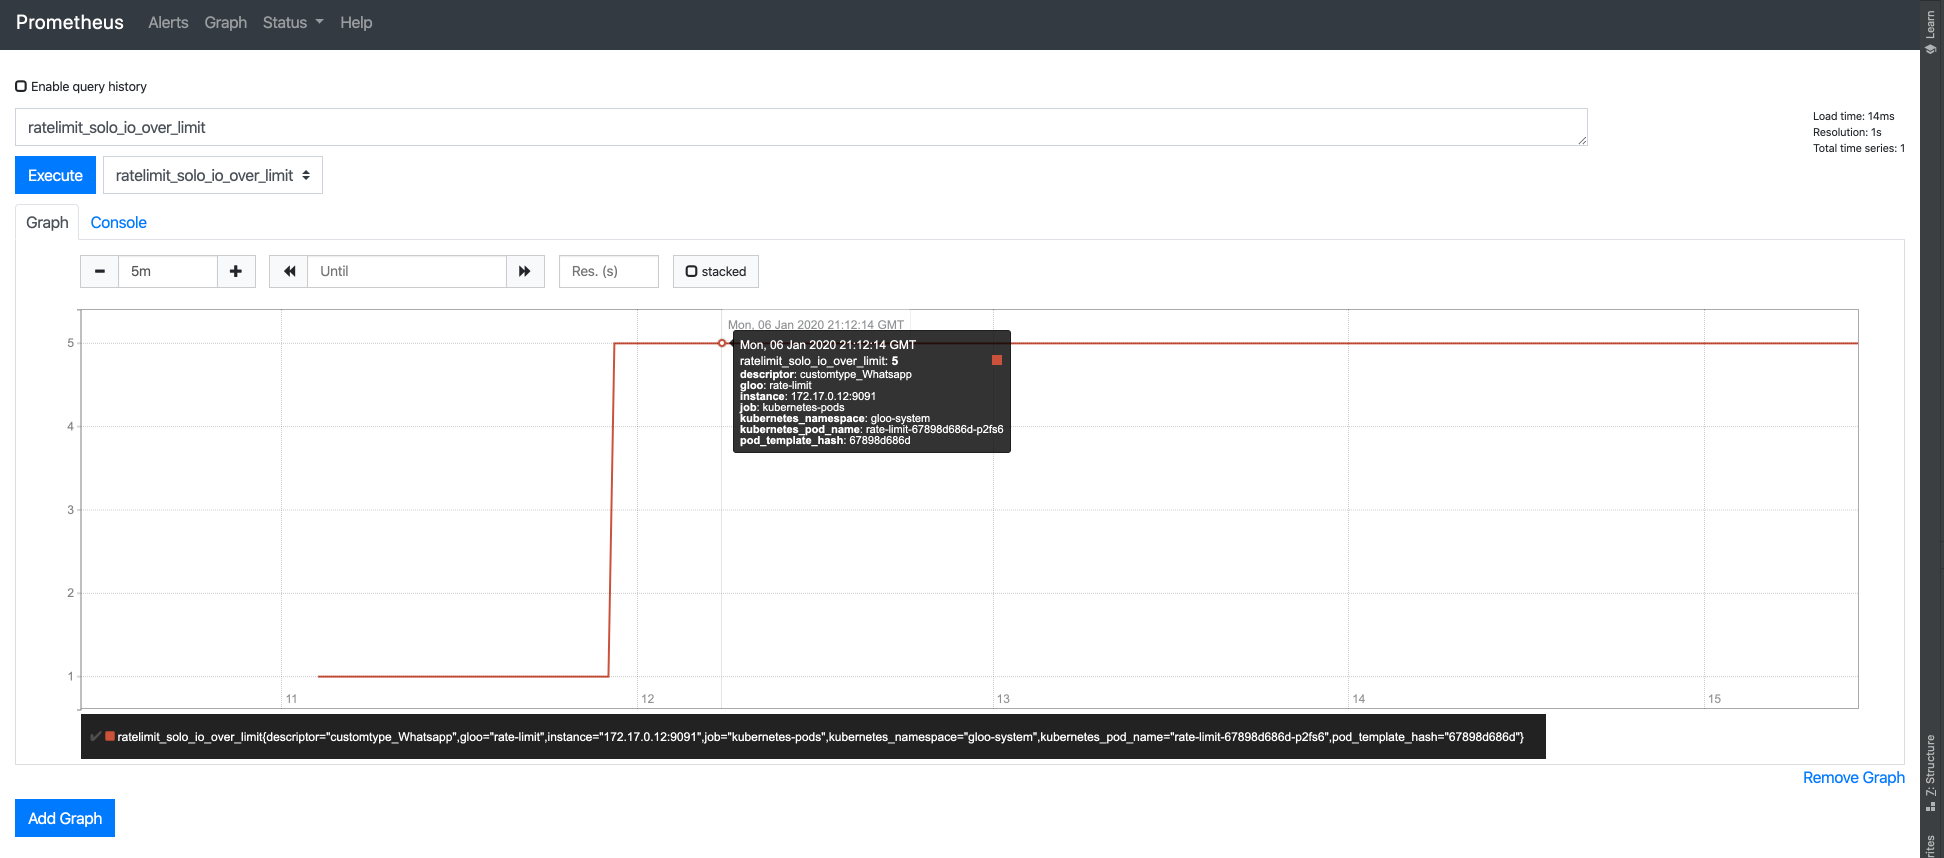 Prometheus Alerts Graph Status Help
Enable query history
ratelimit_solo_io_over_limit
Load time: 14ms
Resolution: 1s
Total time series: 1
Execute ratelimit_solo_io_over_limit
Graph Console
5m Until Res. (s) stacked
Mon, 06 Jan 2020 21:12:14 GMT
Mon, 06 Jan 2020 21:12:14 GMT
ratelimit_solo_io_over_limit: 5
descriptor: customtype_Whatsapp
gloo: rate-limit
instance: 172.17.0.12:9091
job: kubernetes-pods
kubernetes_namespace: gloo-system
kubernetes_pod_name: rate-limit-67898d686d-p2fs6
pod_template_hash: 67898d686d
5
4
3
2
1
11 12 13 14 15
ratelimit_solo_io_over_limit{descriptor="customtype_Whatsapp",gloo="rate-limit",instance="172.17.0.12:9091",job="kubernetes-pods",kubernetes_namespace="gloo-system",kubernetes_pod_name="rate-limit-67898d686d-p2fs6",pod_template_hash="67898d686d"}
Remove Graph
Add Graph
Learn
Z: Structure